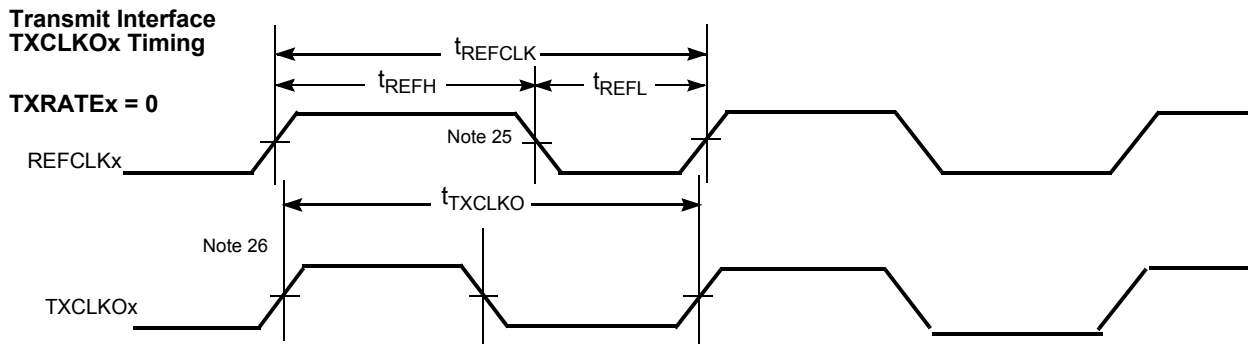 Transmit Interface
TXCLKOx Timing
tREFCLK
tREFH
tREFL
TXRATEx = 0
Note 25
REFCLKx
tTXCLKO
Note 26
TXCLKOx